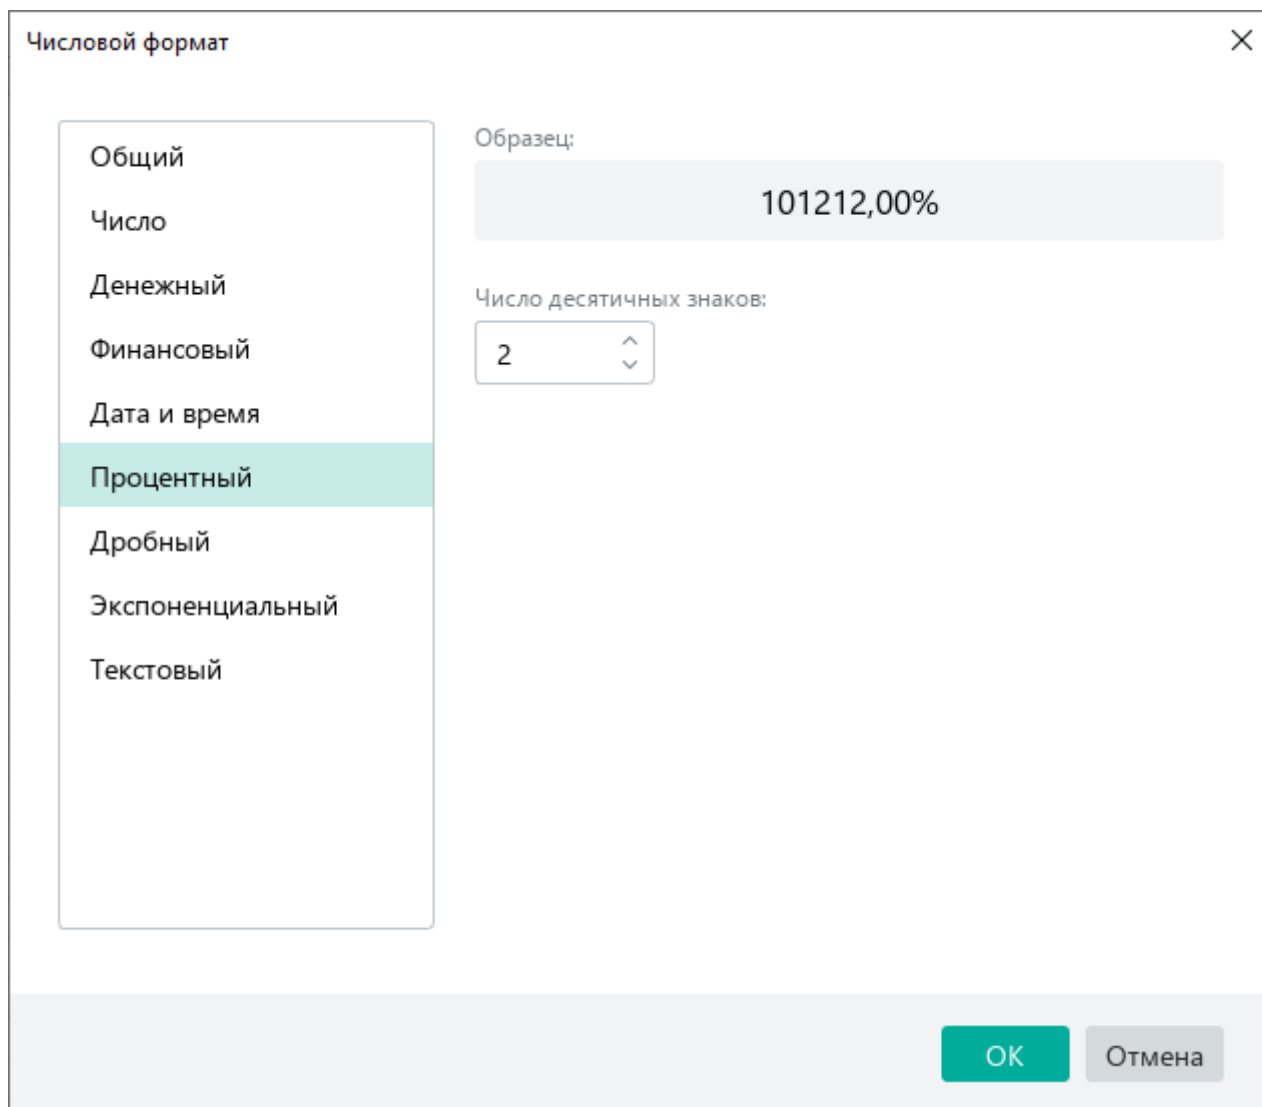 Числовой формат
Общий
Число
Денежный
Финансовый
Дата и время
Процентный
Дробный
Экспоненциальный
Текстовый
Образец:
101212,00%
Число десятичных знаков:
2
ОК
Отмена